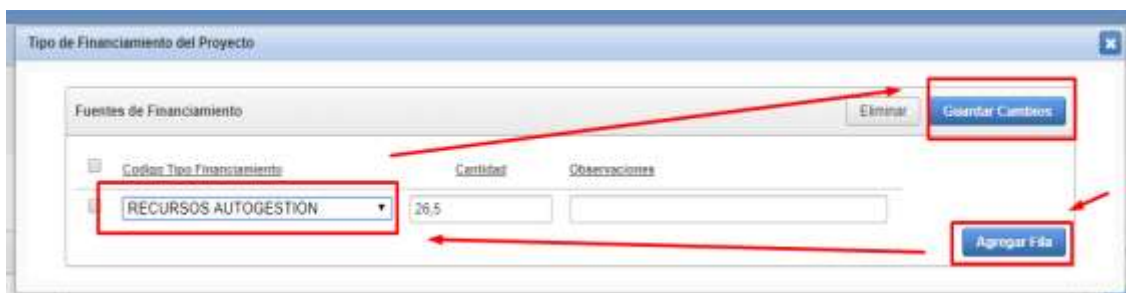 Tipo de Financiamiento del Proyecto
Fuentes de Financiamiento
Eliminar
Guardar Cambios
Codigo Tipo Financiamiento Cantidad Observaciones
RECURSOS AUTOGESTION 26,5
Agregar Fila